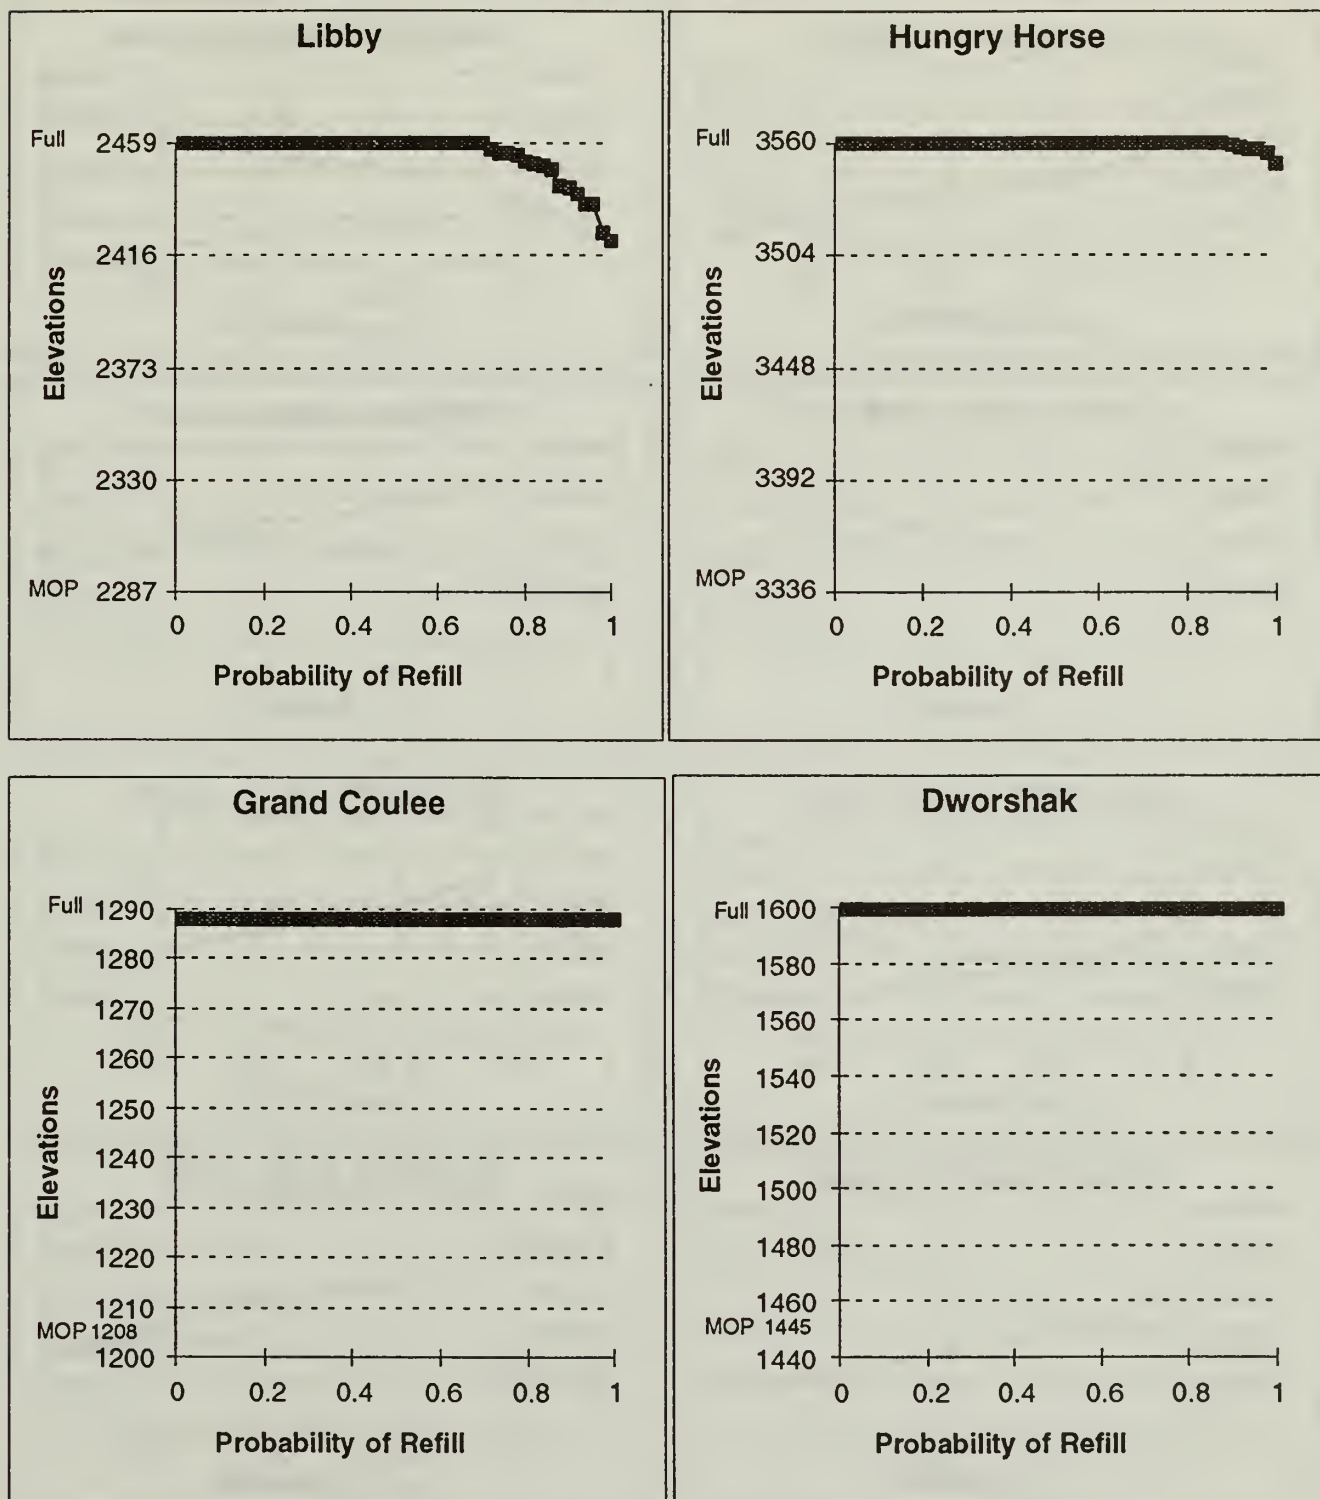 Libby
Full 2459
2416
2373
2330
MOP 2287
Elevations
0 0.2 0.4 0.6 0.8 1
Probability of Refill
Hungry Horse
Full 3560
3504
3448
3392
MOP 3336
Elevations
0 0.2 0.4 0.6 0.8 1
Probability of Refill
Grand Coulee
Full 1290
1280
1270
1260
1250
1240
1230
1220
1210
MOP 1208
1200
Elevations
0 0.2 0.4 0.6 0.8 1
Probability of Refill
Dworshak
Full 1600
1580
1560
1540
1520
1500
1480
1460
MOP 1445
1440
Elevations
0 0.2 0.4 0.6 0.8 1
Probability of Refill